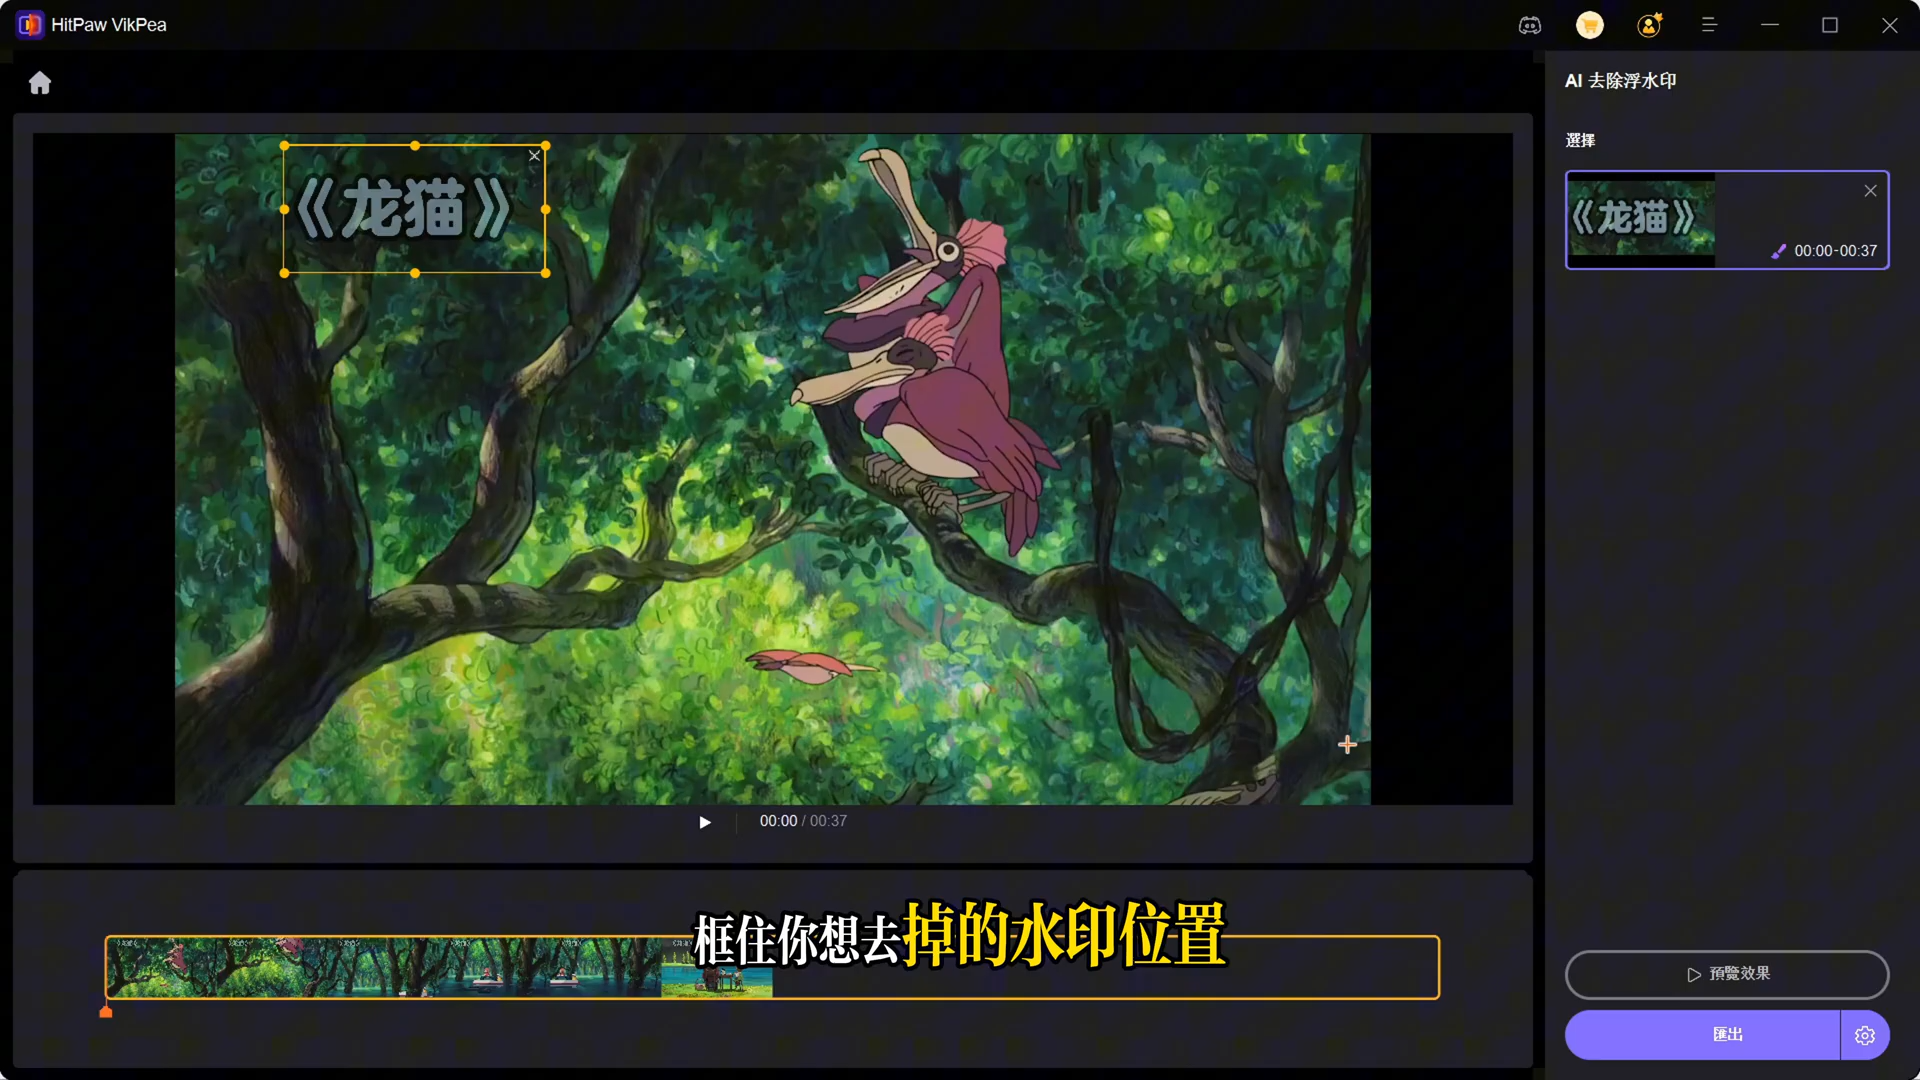 HitPaw VikPea
AI 去除浮水印
選擇
《龙猫》
《龙猫》
00:00-00:37
00:00 / 00:37
框住你想去掉的水印位置
預覽效果
匯出